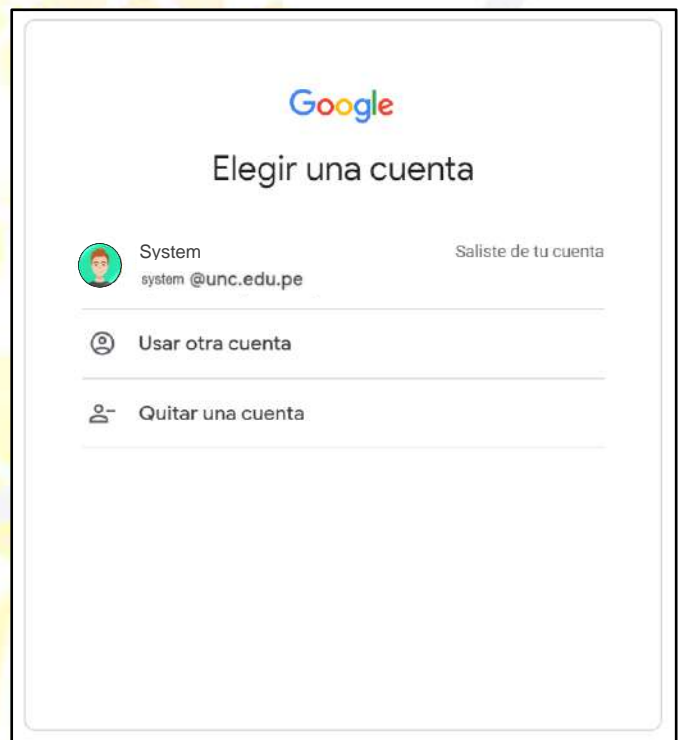 Google
Elegir una cuenta
System
Saliste de tu cuenta
system @unc.edu.pe
Usar otra cuenta
Quitar una cuenta